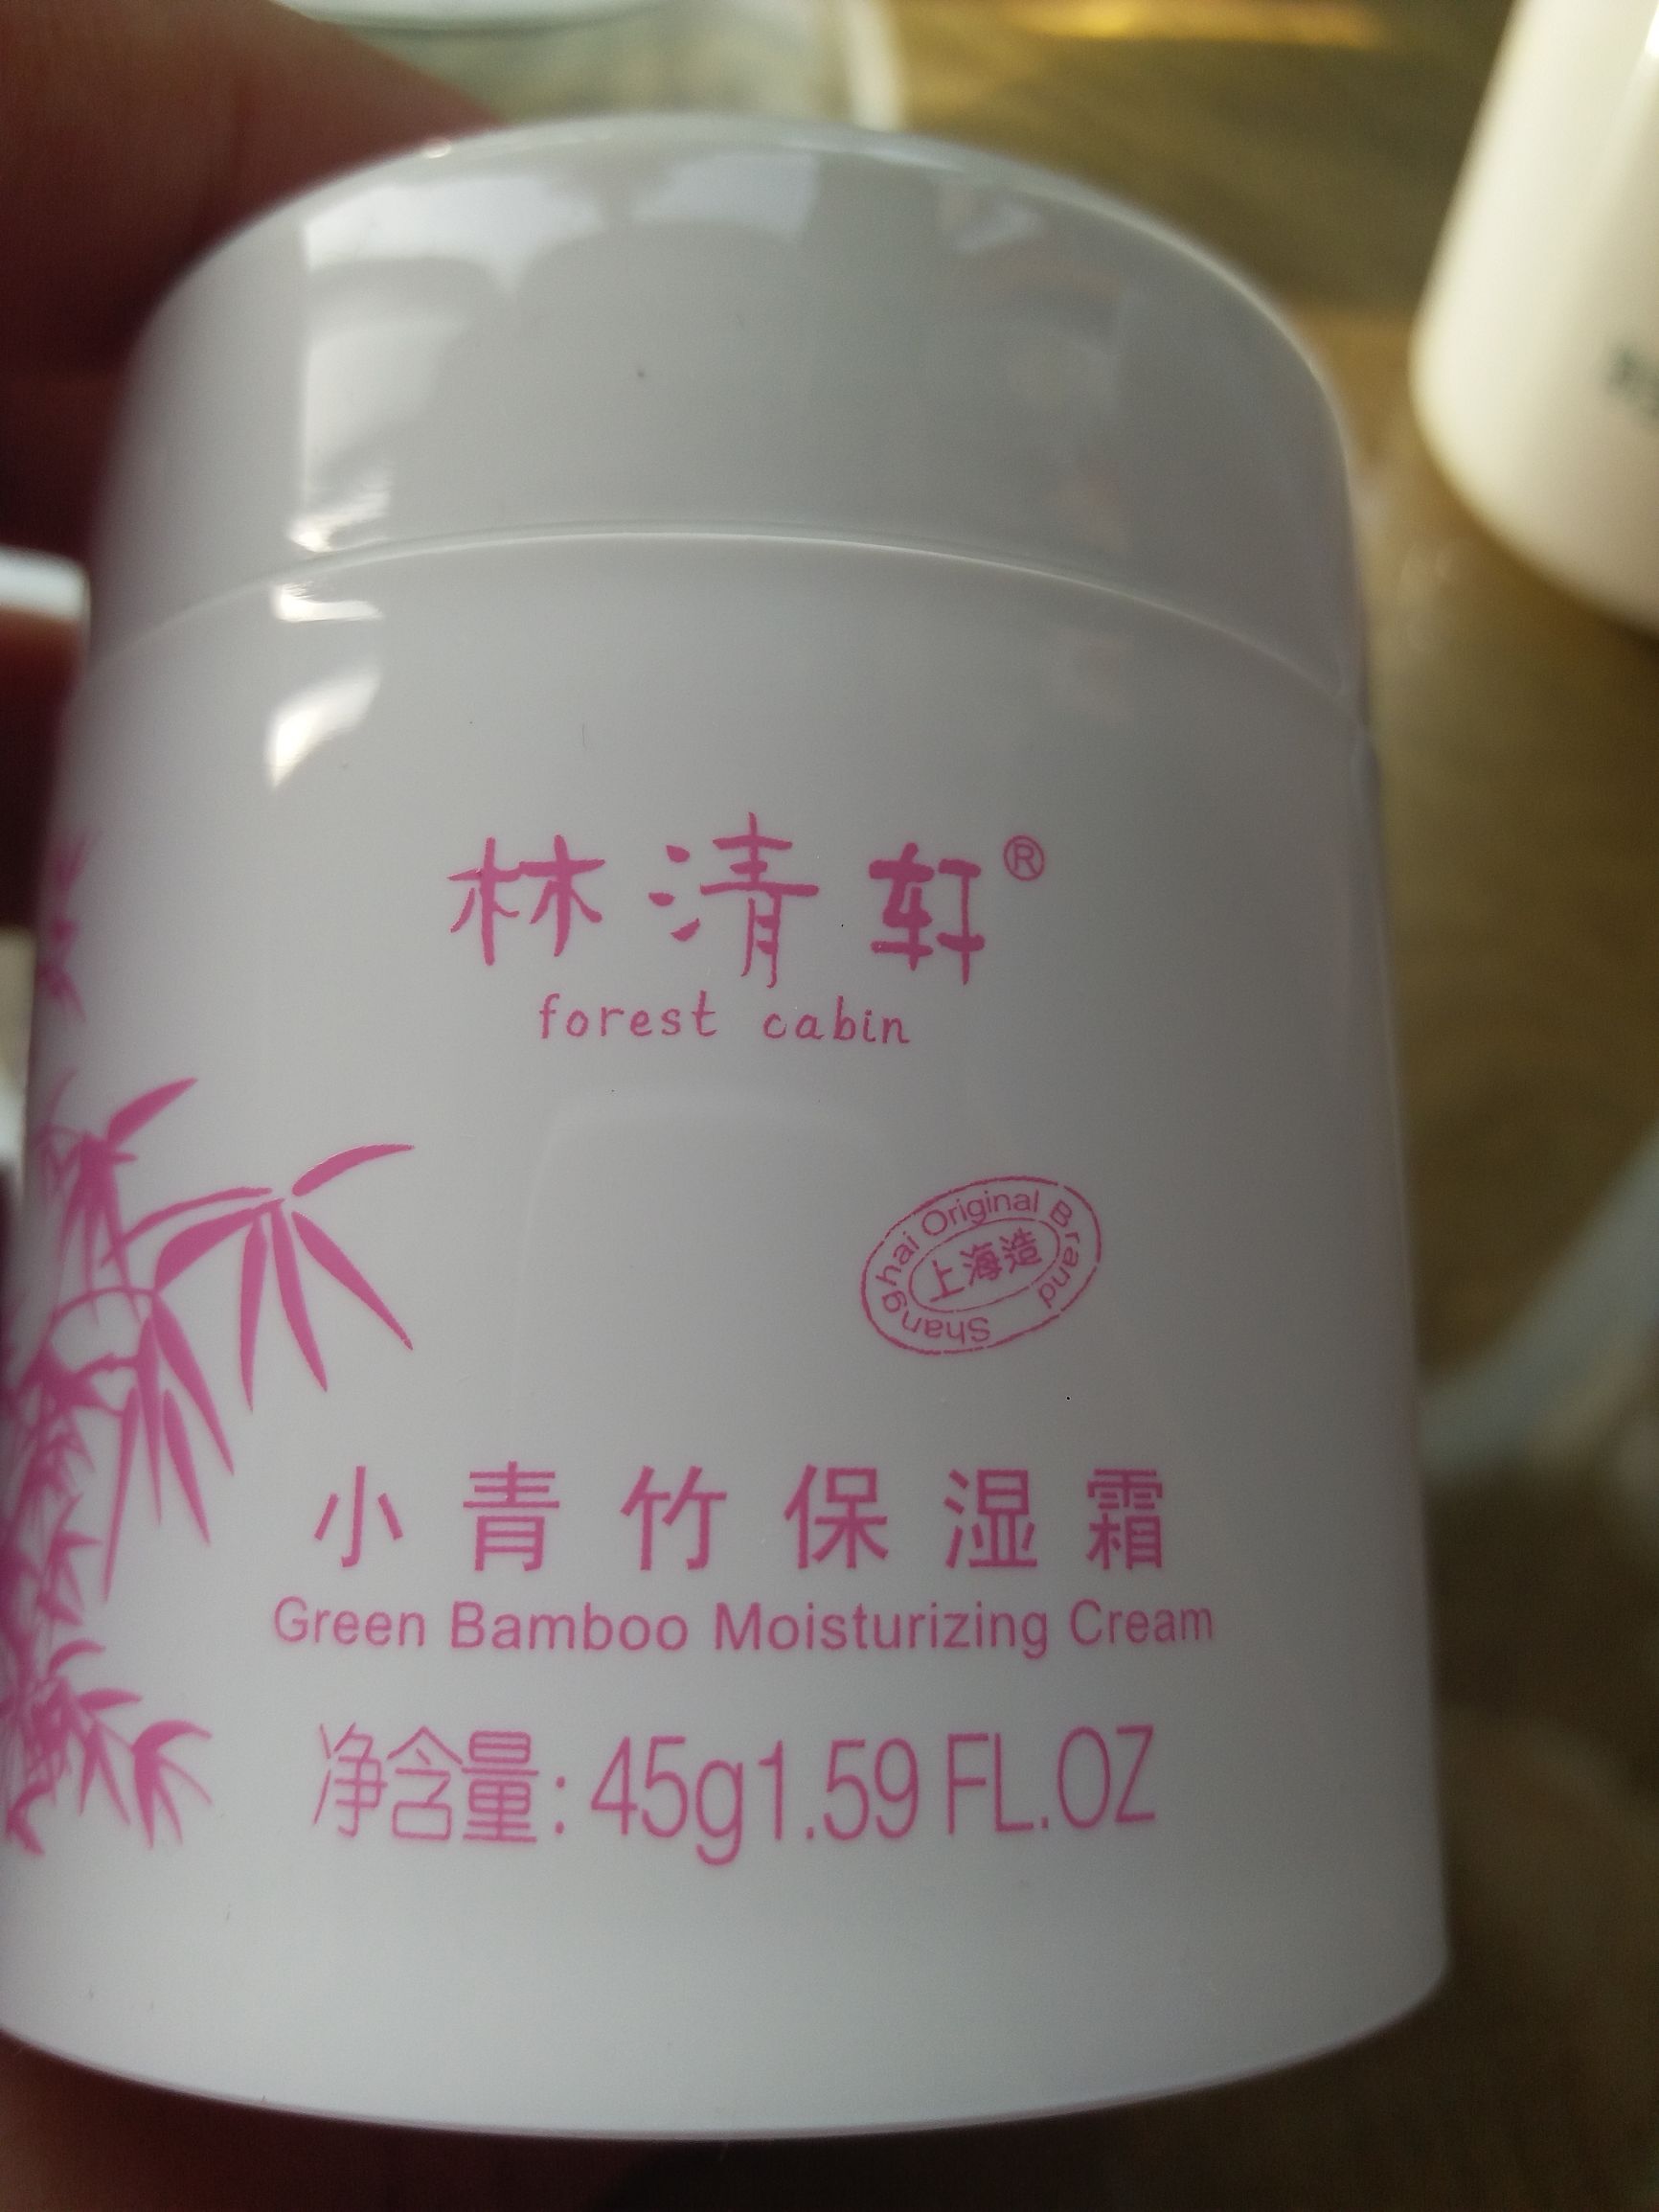 林清轩®
forest cabin
Shanghai Original Brand
上海造
小青竹保湿霜
Green Bamboo Moisturizing Cream
净含量: 45g1.59 FL.OZ